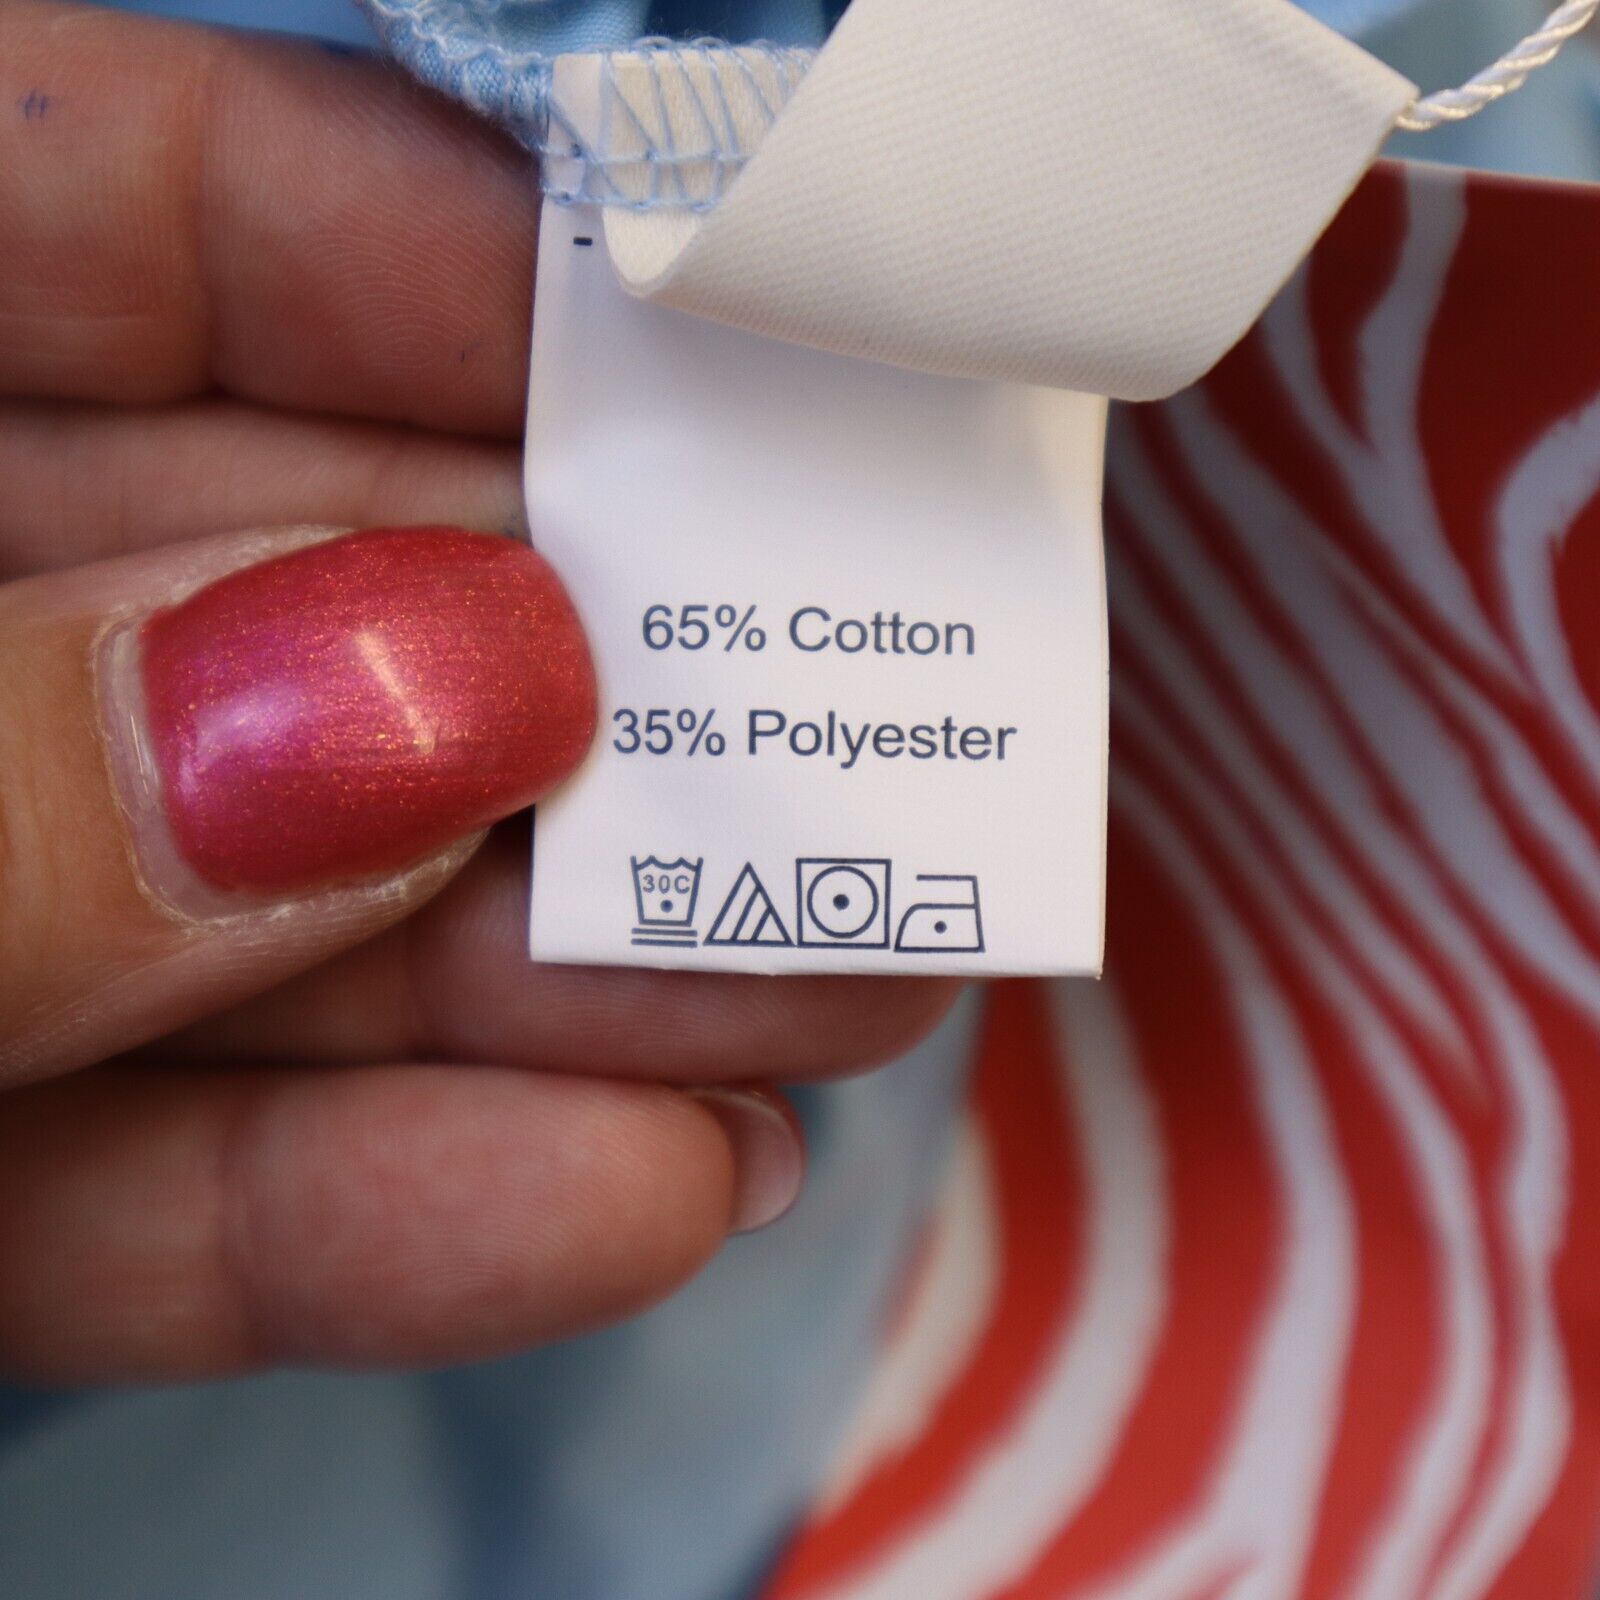 -
65% Cotton
35% Polyester
30C